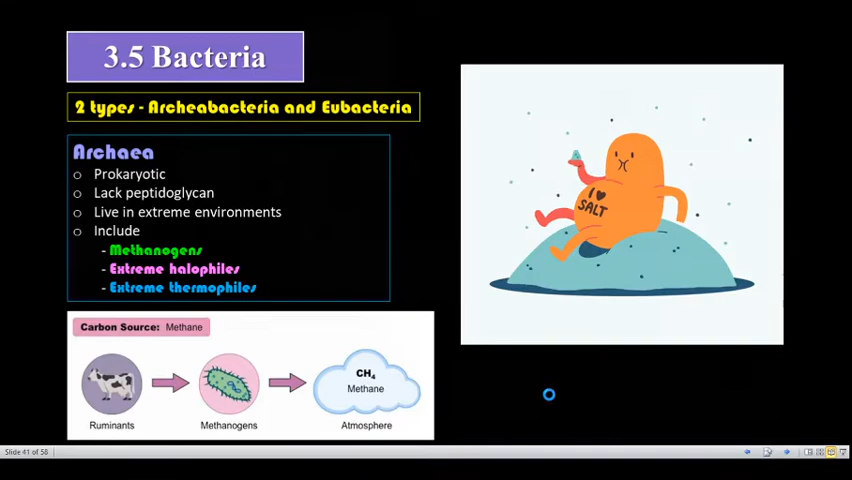 3.5 Bacteria
2 types - Archeabacteria and Eubacteria
Archaea
o Prokaryotic
o Lack peptidoglycan
o Live in extreme environments
o Include
- Methanogens
- Extreme halophiles
- Extreme thermophiles
I ♥
SALT
Carbon Source: Methane
CH₄
Methane
Ruminants
Methanogens
Atmosphere
Slide 41 of 58